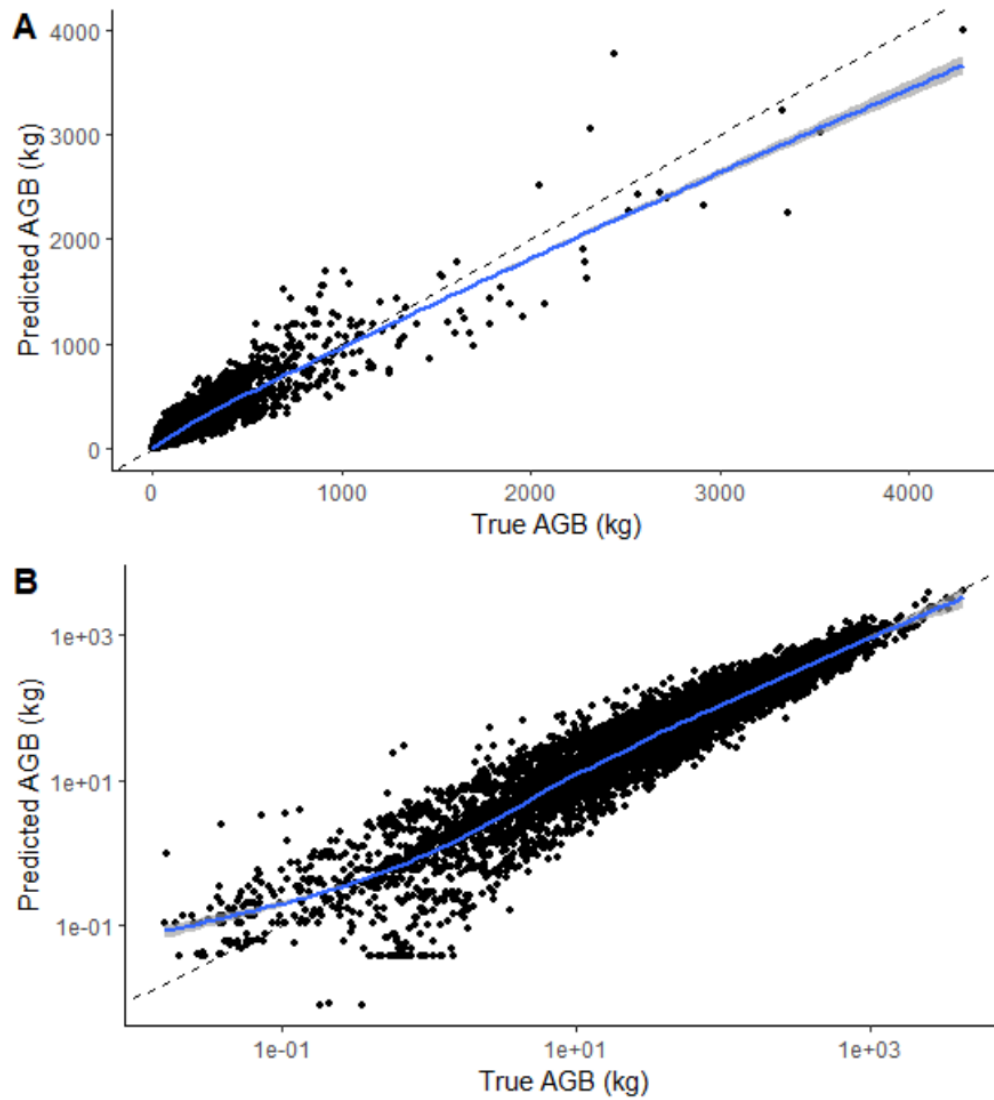 A
4000
3000
2000
1000
0
Predicted AGB (kg)
0 1000 2000 3000 4000
True AGB (kg)
B
1e+03
1e+01
1e-01
Predicted AGB (kg)
1e-01 1e+01 1e+03
True AGB (kg)